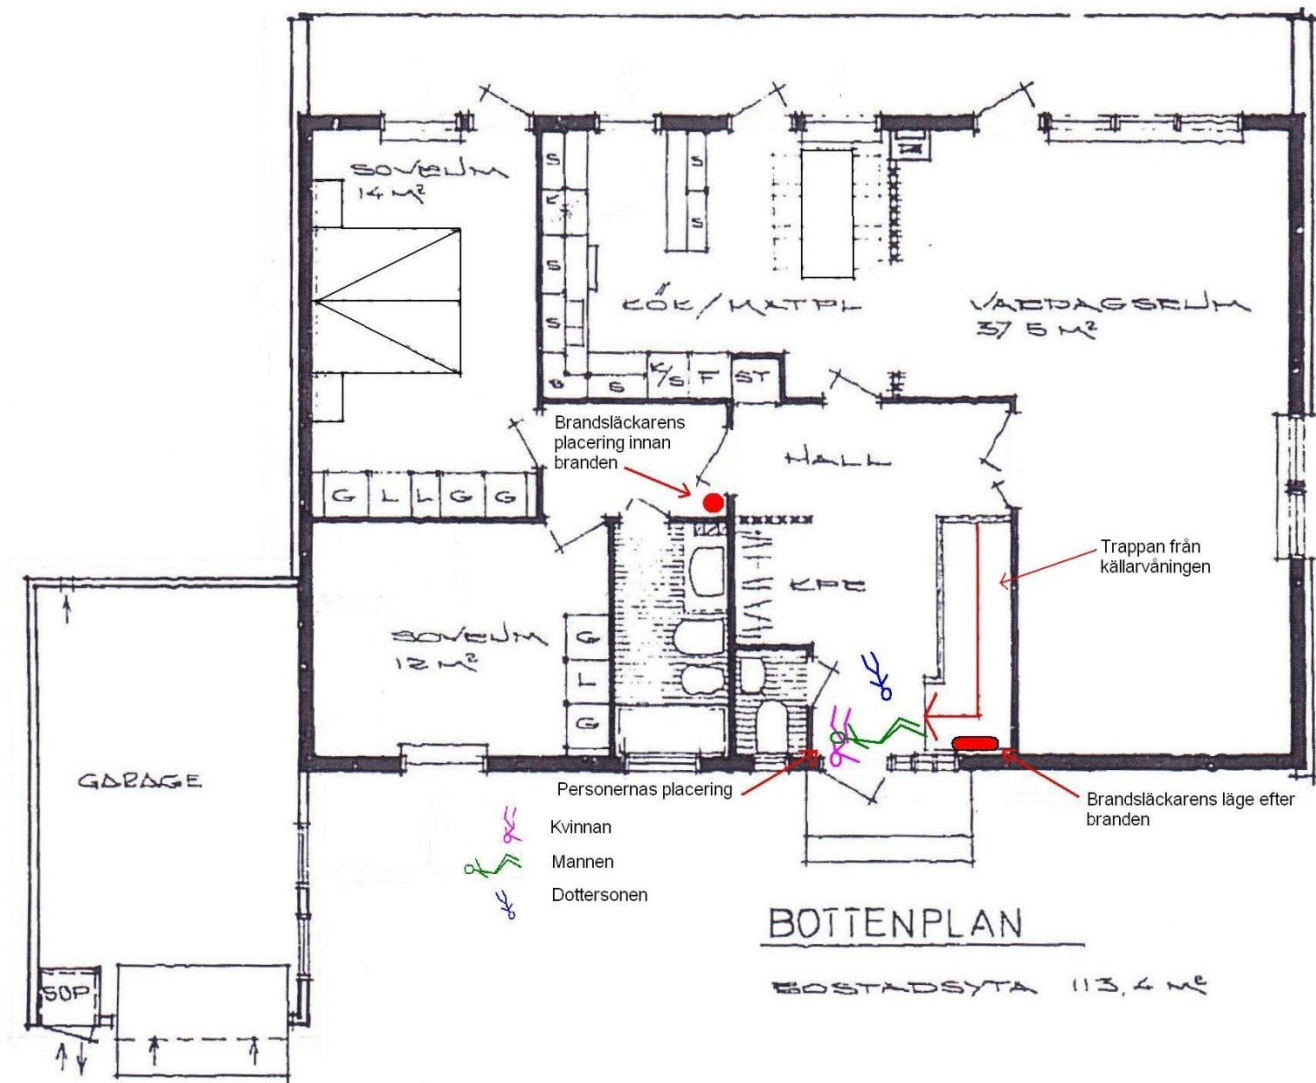 SOVRUM
14 M²
S
K
S
S
S
G
S
K/S
F
ST
S
S
KÖK/MATPL
VARDAGSRUM
37,5 M²
Brandsläckarens
placering innan
branden
HALL
G
L
L
G
G
Trappan från
källarvåningen
KPR
SOVRUM
12 M²
G
L
G
GARAGE
Personernas placering
Brandsläckarens läge efter
branden
Kvinnan
Mannen
Dottersonen
BOTTENPLAN
BOSTADSYTA 113,4 M²
SOP